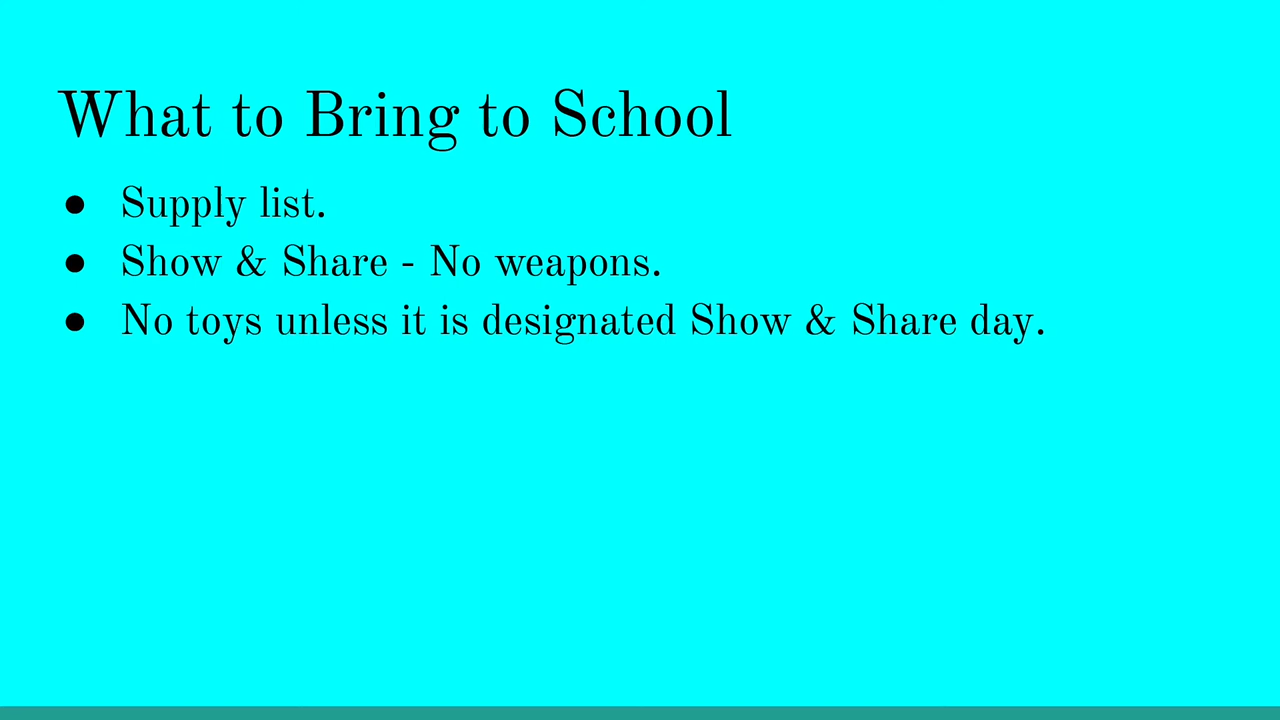 What to Bring to School
● Supply list.
● Show & Share - No weapons.
● No toys unless it is designated Show & Share day.